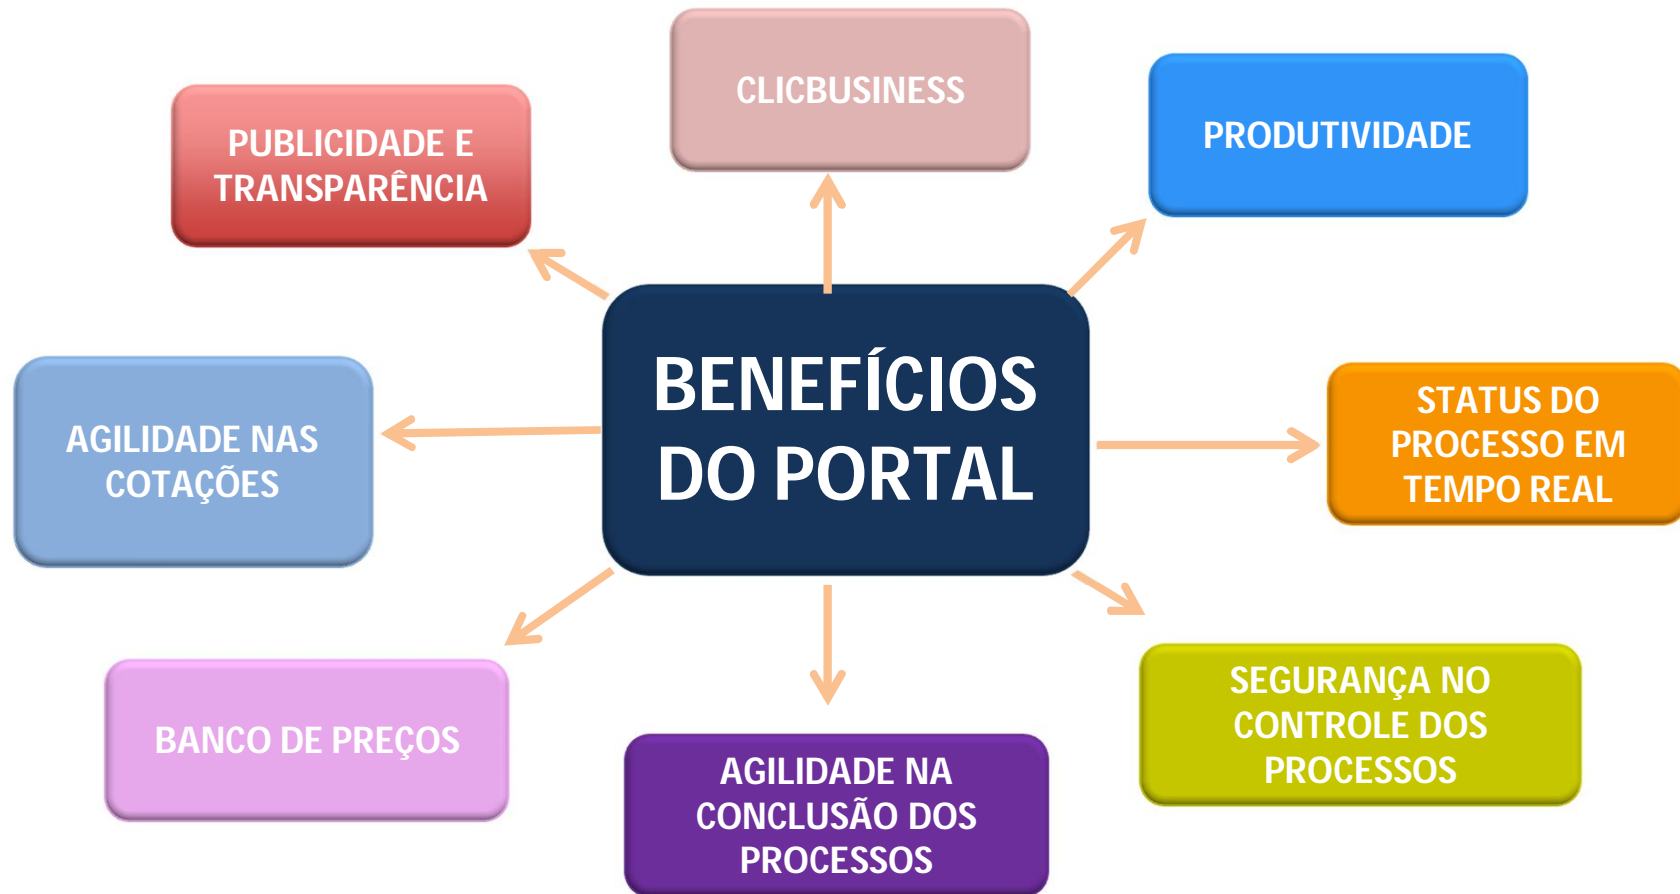 CLICBUSINESS
PUBLICIDADE E
TRANSPARÊNCIA
PRODUTIVIDADE
BENEFÍCIOS
DO PORTAL
AGILIDADE NAS
COTAÇÕES
STATUS DO
PROCESSO EM
TEMPO REAL
BANCO DE PREÇOS
AGILIDADE NA
CONCLUSÃO DOS
PROCESSOS
SEGURANÇA NO
CONTROLE DOS
PROCESSOS